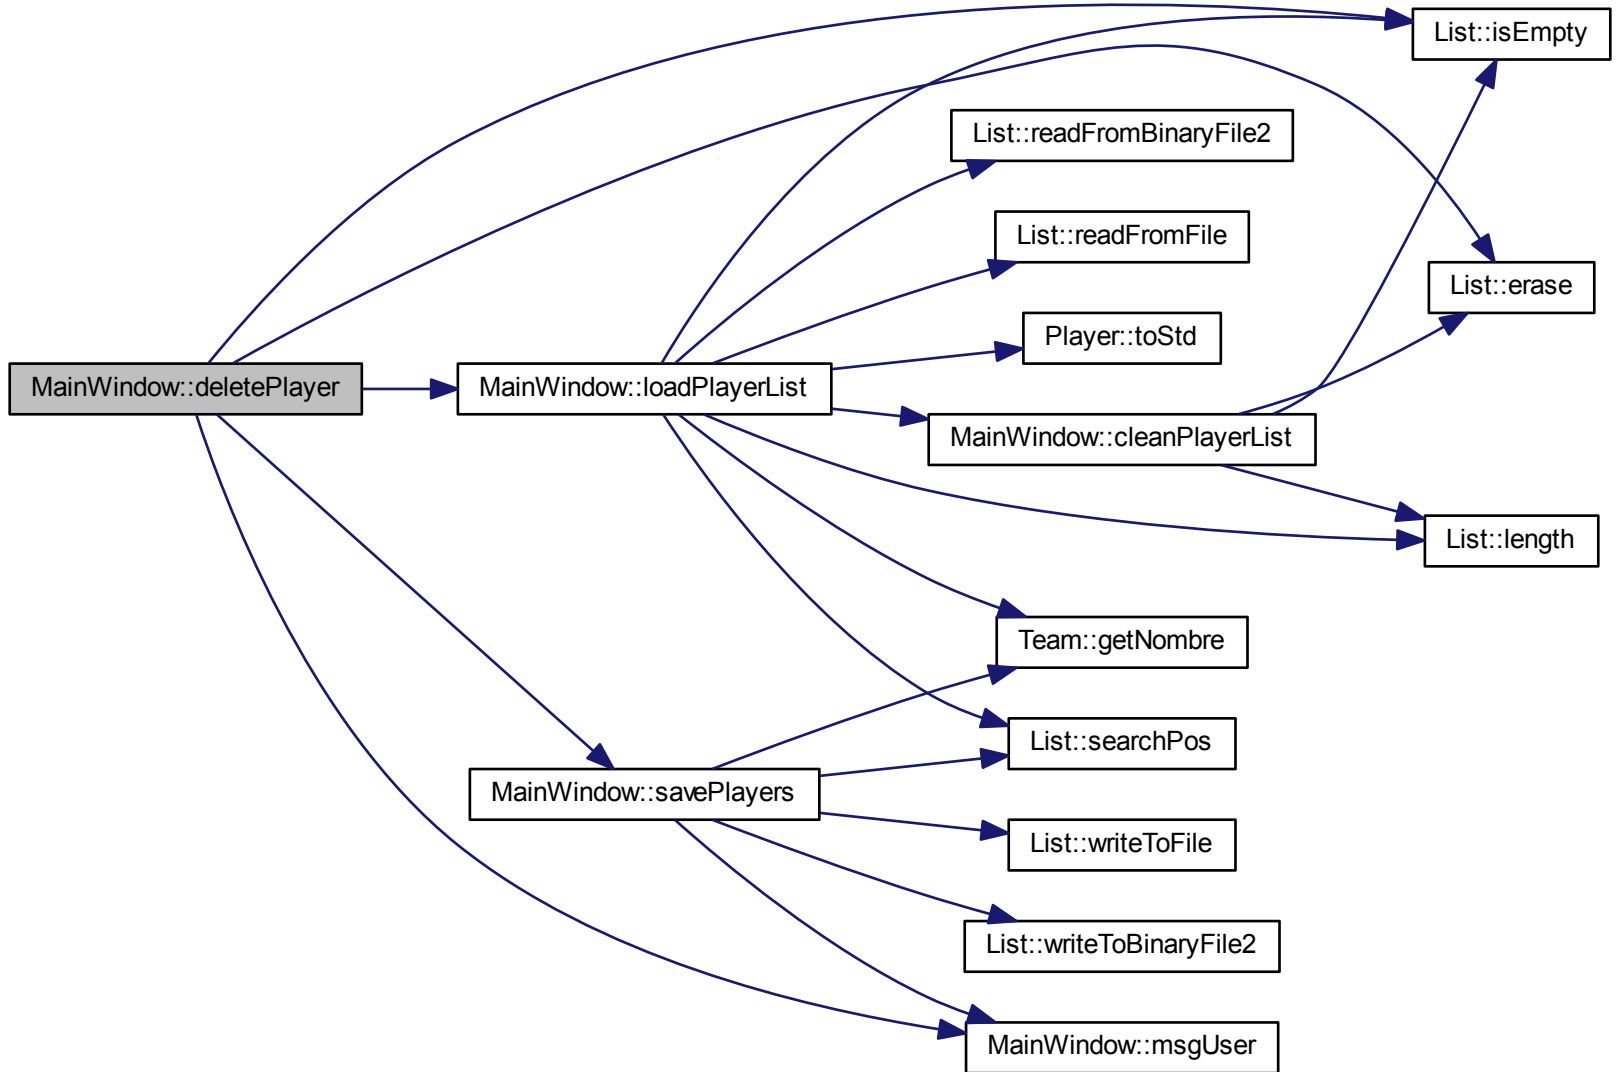 List::isEmpty
List::readFromBinaryFile2
List::readFromFile
List::erase
Player::toStd
MainWindow::deletePlayer
MainWindow::loadPlayerList
MainWindow::cleanPlayerList
List::length
Team::getNombre
List::searchPos
MainWindow::savePlayers
List::writeToFile
List::writeToBinaryFile2
MainWindow::msgUser